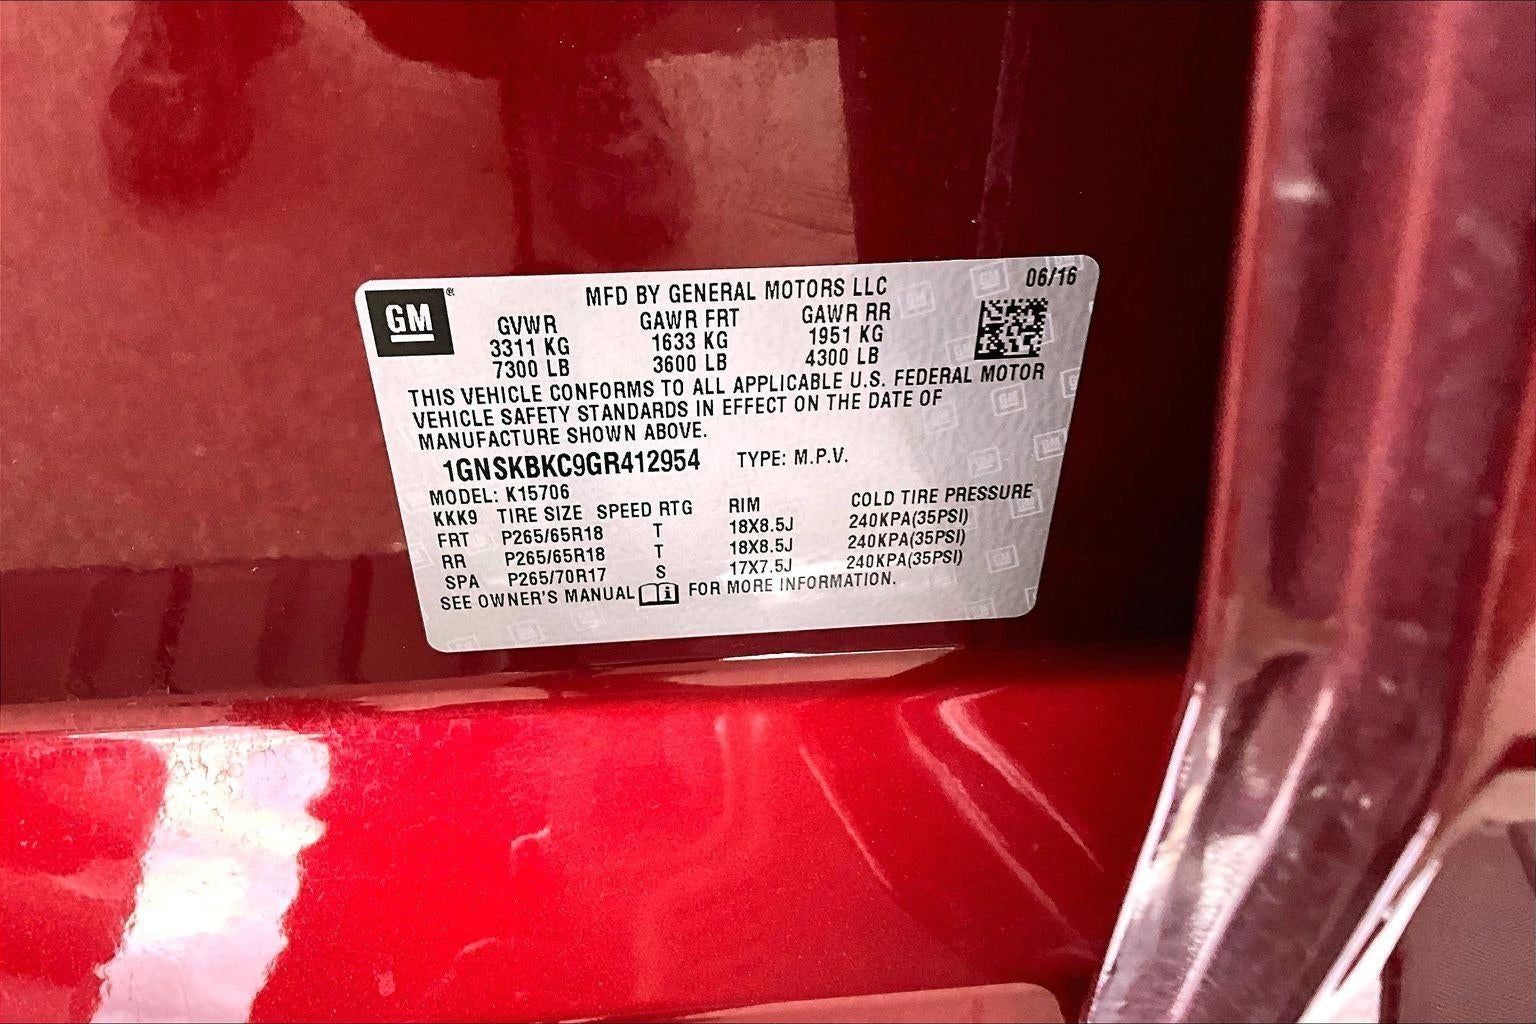 GM®
MFD BY GENERAL MOTORS LLC
06/16
GVWR GAWR FRT GAWR RR
3311 KG 1633 KG 1951 KG
7300 LB 3600 LB 4300 LB
THIS VEHICLE CONFORMS TO ALL APPLICABLE U.S. FEDERAL MOTOR
VEHICLE SAFETY STANDARDS IN EFFECT ON THE DATE OF
MANUFACTURE SHOWN ABOVE.
1GNSKBKC9GR412954 TYPE: M.P.V.
MODEL: K15706
KKK9 TIRE SIZE SPEED RTG RIM COLD TIRE PRESSURE
FRT P265/65R18 T 18X8.5J 240KPA(35PSI)
RR P265/65R18 T 18X8.5J 240KPA(35PSI)
SPA P265/70R17 S 17X7.5J 240KPA(35PSI)
SEE OWNER'S MANUAL i FOR MORE INFORMATION.